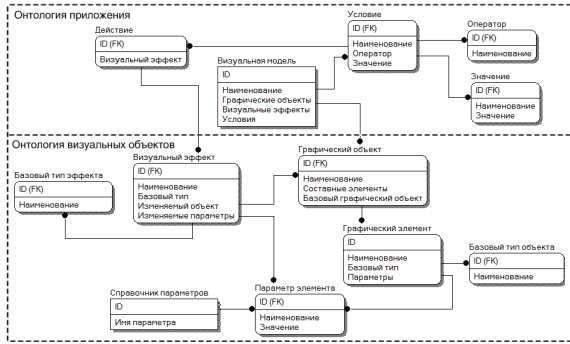 Онтология приложения
Действие
ID (FK)
Визуальный эффект
Условие
ID (FK)
Наименование
Оператор
Значение
Оператор
ID (FK)
Наименование
Визуальная модель
ID
Наименование
Графические объекты
Визуальные эффекты
Условия
Значение
ID (FK)
Наименование
Значение
Онтология визуальных объектов
Базовый тип эффекта
ID (FK)
Наименование
Визуальный эффект
ID (FK)
Наименование
Базовый тип
Изменяемый объект
Изменяемые параметры
Графический объект
ID (FK)
Наименование
Составные элементы
Базовый графический объект
Графический элемент
ID
Наименование
Базовый тип
Параметры
Базовый тип объекта
ID (FK)
Наименование
Справочник параметров
ID
Имя параметра
Параметр элемента
ID (FK)
Наименование
Значение